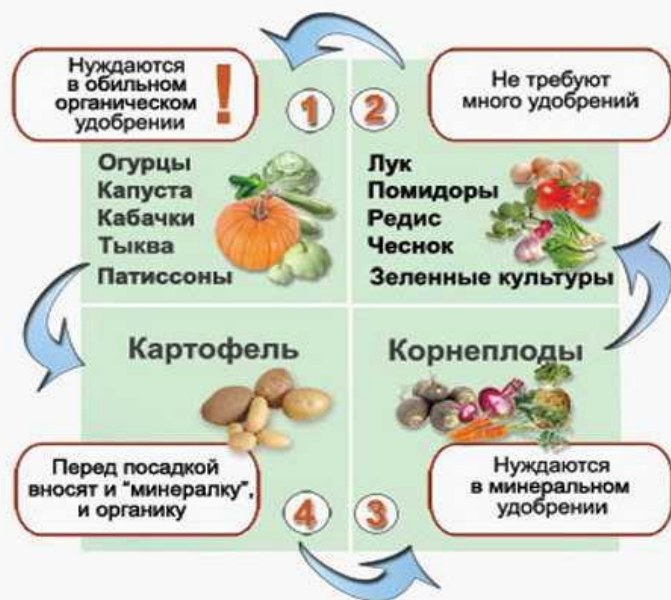 Нуждаются
в обильном
органическом
удобрении
!
1
Огурцы
Капуста
Кабачки
Тыква
Патиссоны
Не требуют
много удобрений
2
Лук
Помидоры
Редис
Чеснок
Зеленные культуры
Картофель
Перед посадкой
вносят и "минералку",
и органику
4
Корнеплоды
Нуждаются
в минеральном
удобрении
3